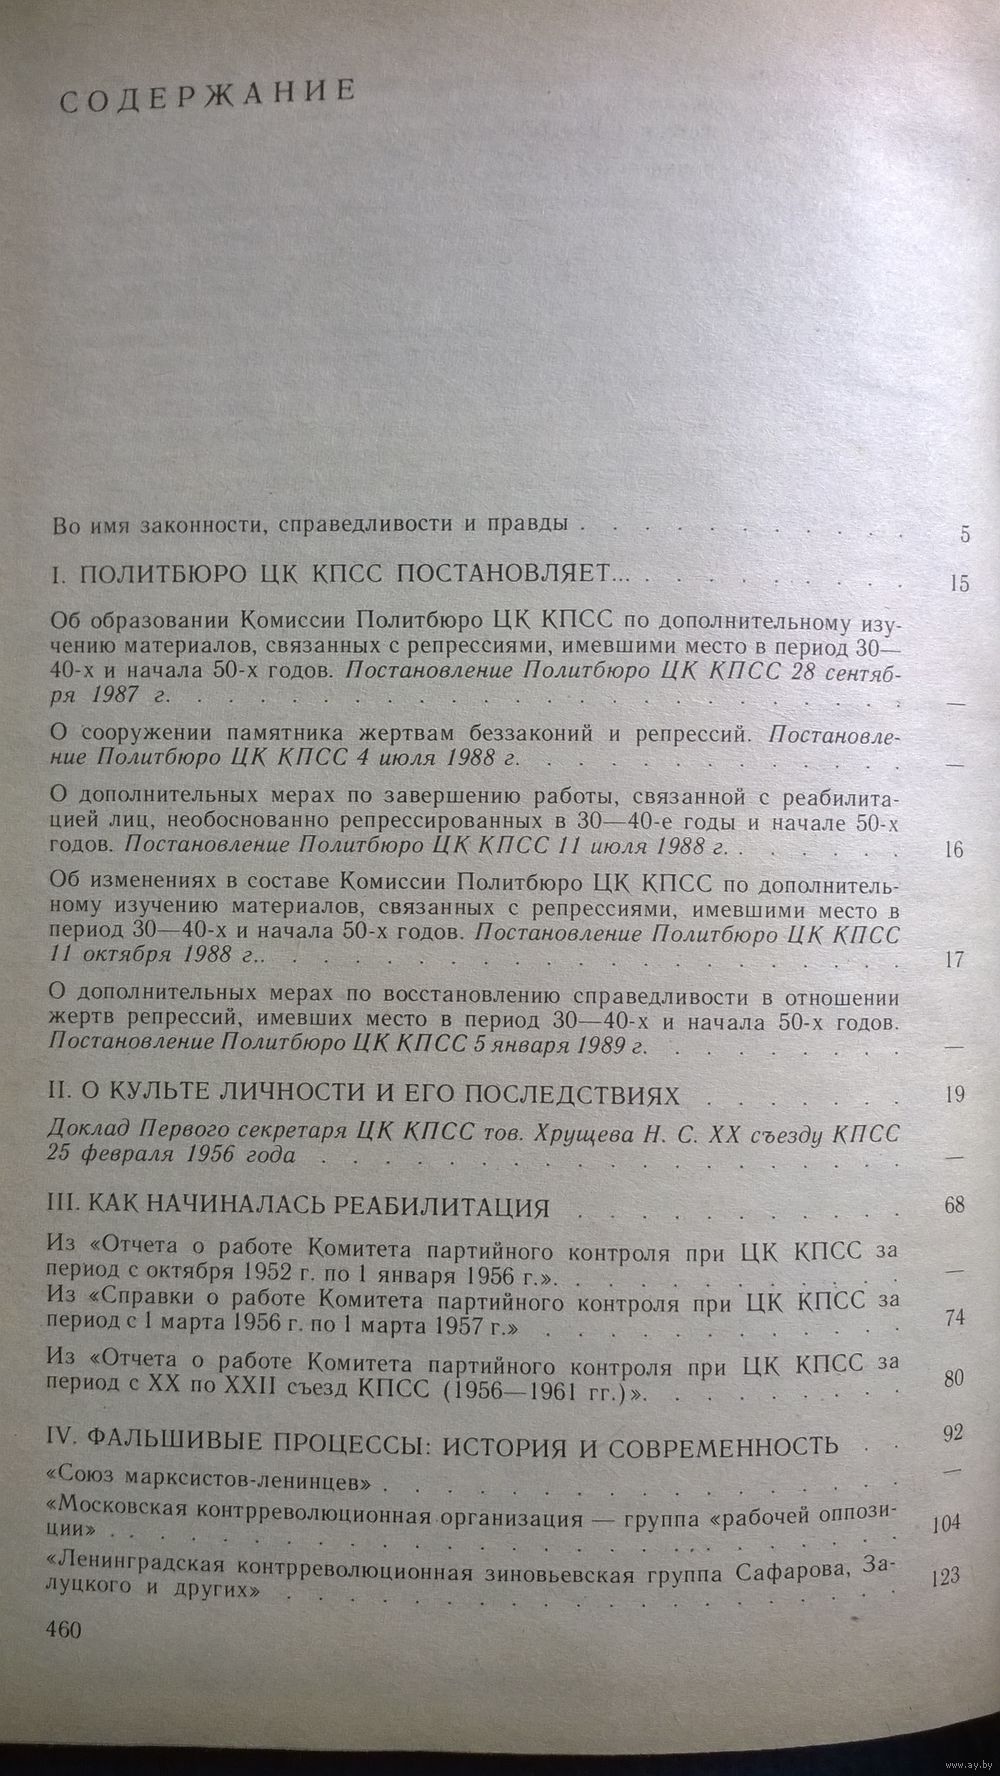 СОДЕРЖАНИЕ
Во имя законности, справедливости и правды . . . . . . . . . . 5
I. ПОЛИТБЮРО ЦК КПСС ПОСТАНОВЛЯЕТ... . . . . . . . . 15
Об образовании Комиссии Политбюро ЦК КПСС по дополнительному изу-
чению материалов, связанных с репрессиями, имевшими место в период 30—
40-х и начала 50-х годов. Постановление Политбюро ЦК КПСС 28 сентяб-
ря 1987 г. . . . . . . . . . . . . . . . . . . . —
О сооружении памятника жертвам беззаконий и репрессий. Постановле-
ние Политбюро ЦК КПСС 4 июля 1988 г. . . . . . . . . . . —
О дополнительных мерах по завершению работы, связанной с реабилита-
цией лиц, необоснованно репрессированных в 30—40-е годы и начале 50-х
годов. Постановление Политбюро ЦК КПСС 11 июля 1988 г. . . . . . . 16
Об изменениях в составе Комиссии Политбюро ЦК КПСС по дополнитель-
ному изучению материалов, связанных с репрессиями, имевшими место в
период 30—40-х и начала 50-х годов. Постановление Политбюро ЦК КПСС
11 октября 1988 г.. . . . . . . . . . . . . . . . . 17
О дополнительных мерах по восстановлению справедливости в отношении
жертв репрессий, имевших место в период 30—40-х и начала 50-х годов.
Постановление Политбюро ЦК КПСС 5 января 1989 г. . . . . . . . —
II. О КУЛЬТЕ ЛИЧНОСТИ И ЕГО ПОСЛЕДСТВИЯХ . . . . . . . 19
Доклад Первого секретаря ЦК КПСС тов. Хрущева Н. С. XX съезду КПСС
25 февраля 1956 года . . . . . . . . . . . . . . . . —
III. КАК НАЧИНАЛАСЬ РЕАБИЛИТАЦИЯ . . . . . . . . . . 68
Из «Отчета о работе Комитета партийного контроля при ЦК КПСС за
период с октября 1952 г. по 1 января 1956 г.». . . . . . . . . . —
Из «Справки о работе Комитета партийного контроля при ЦК КПСС за
период с 1 марта 1956 г. по 1 марта 1957 г.» . . . . . . . . . . 74
Из «Отчета о работе Комитета партийного контроля при ЦК КПСС за
период с XX по XXII съезд КПСС (1956—1961 гг.)». . . . . . . . 80
IV. ФАЛЬШИВЫЕ ПРОЦЕССЫ: ИСТОРИЯ И СОВРЕМЕННОСТЬ . . 92
«Союз марксистов-ленинцев» . . . . . . . . . . . . . . —
«Московская контрреволюционная организация — группа «рабочей оппози-
ции» . . . . . . . . . . . . . . . . . . . . . 104
«Ленинградская контрреволюционная зиновьевская группа Сафарова, За-
луцкого и других» . . . . . . . . . . . . . . . . . 123
460
www.ay.by